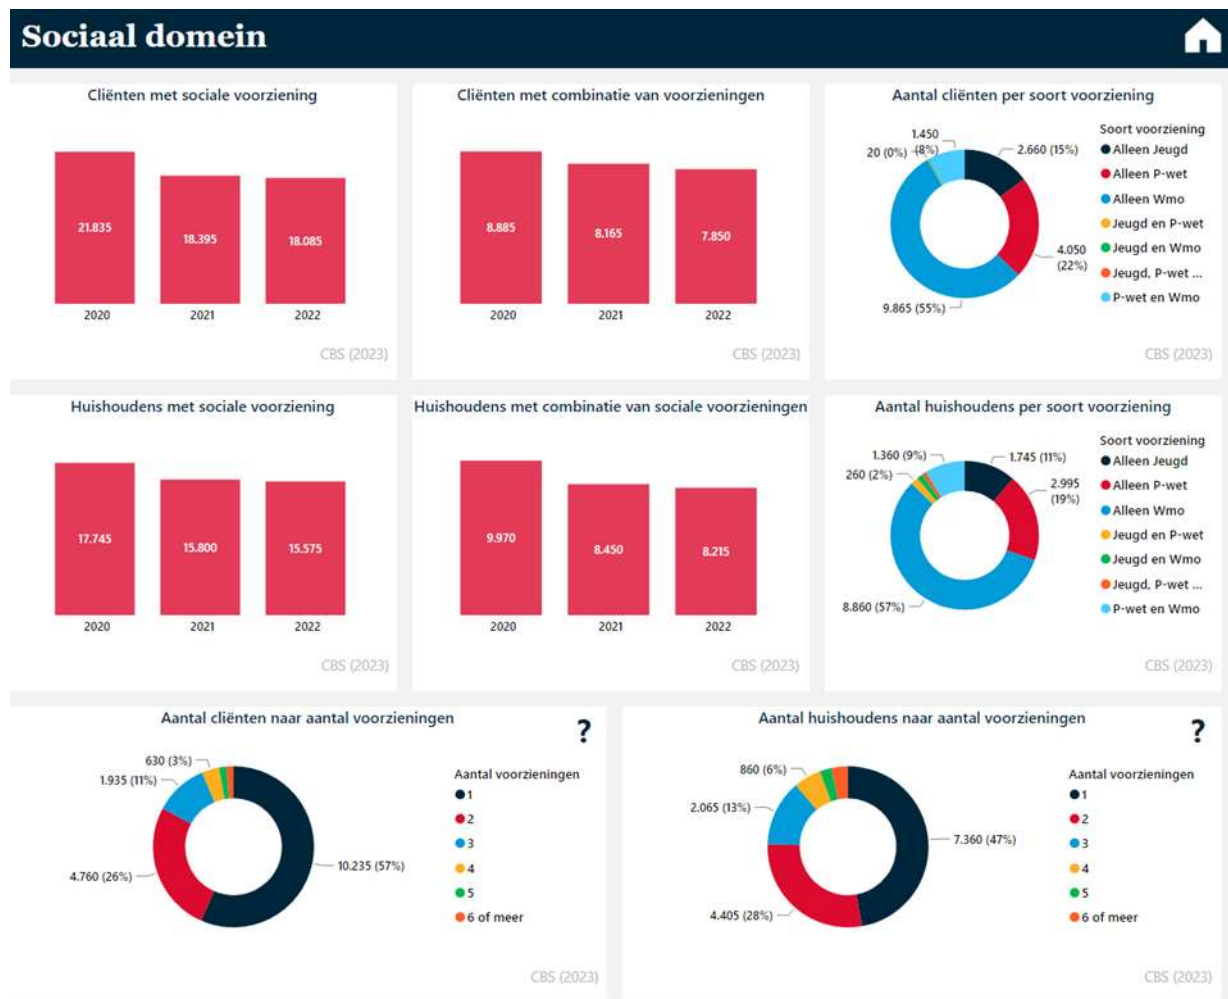 Sociaal domein
Cliënten met sociale voorziening
21.835
18.395
18.085
2020
2021
2022
CBS (2023)
Cliënten met combinatie van voorzieningen
8.885
8.165
7.850
2020
2021
2022
CBS (2023)
Aantal cliënten per soort voorziening
1.450
(8%)
20 (0%)
2.660 (15%)
4.050
(22%)
9.865 (55%)
Soort voorziening
Alleen Jeugd
Alleen P-wet
Alleen Wmo
Jeugd en P-wet
Jeugd en Wmo
Jeugd, P-wet ...
P-wet en Wmo
CBS (2023)
Huishoudens met sociale voorziening
17.745
15.800
15.575
2020
2021
2022
CBS (2023)
Huishoudens met combinatie van sociale voorzieningen
9.970
8.450
8.215
2020
2021
2022
CBS (2023)
Aantal huishoudens per soort voorziening
1.360 (9%)
260 (2%)
1.745 (11%)
2.995
(19%)
8.860 (57%)
Soort voorziening
Alleen Jeugd
Alleen P-wet
Alleen Wmo
Jeugd en P-wet
Jeugd en Wmo
Jeugd, P-wet ...
P-wet en Wmo
CBS (2023)
Aantal cliënten naar aantal voorzieningen
?
630 (3%)
1.935 (11%)
4.760 (26%)
10.235 (57%)
Aantal voorzieningen
1
2
3
4
5
6 of meer
CBS (2023)
Aantal huishoudens naar aantal voorzieningen
?
860 (6%)
2.065 (13%)
4.405 (28%)
7.360 (47%)
Aantal voorzieningen
1
2
3
4
5
6 of meer
CBS (2023)